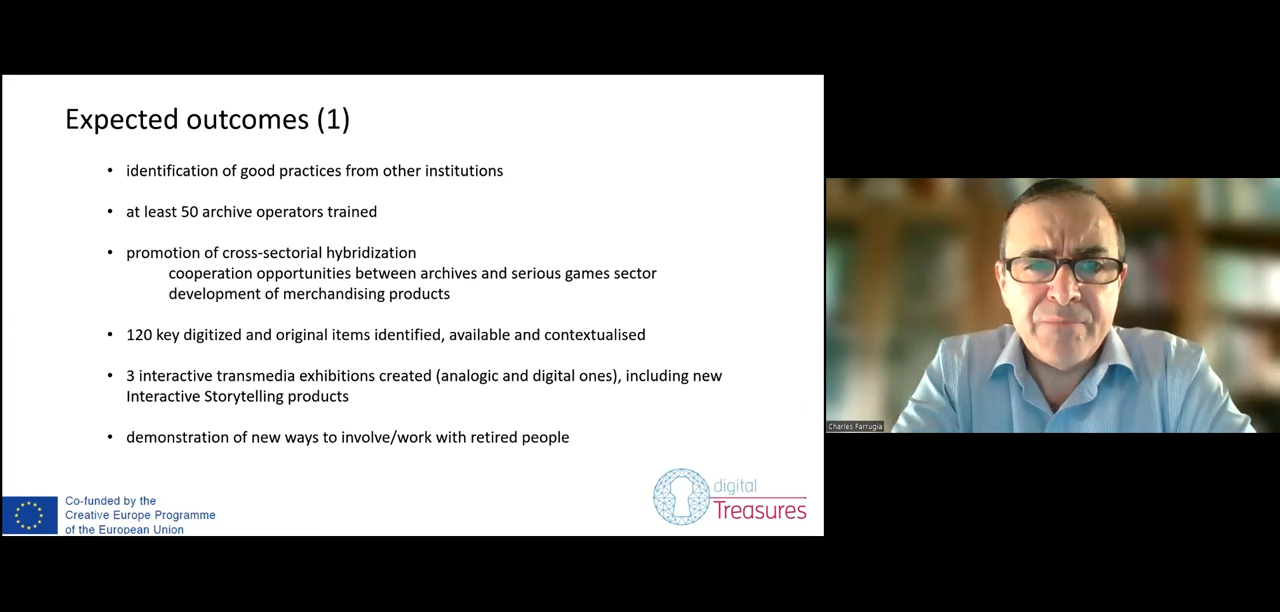 Expected outcomes (1)
• identification of good practices from other institutions
• at least 50 archive operators trained
• promotion of cross-sectorial hybridization
cooperation opportunities between archives and serious games sector
development of merchandising products
• 120 key digitized and original items identified, available and contextualised
• 3 interactive transmedia exhibitions created (analogic and digital ones), including new
Interactive Storytelling products
• demonstration of new ways to involve/work with retired people
Co-funded by the
Creative Europe Programme
of the European Union
digital
Treasures
Charles Farrugia